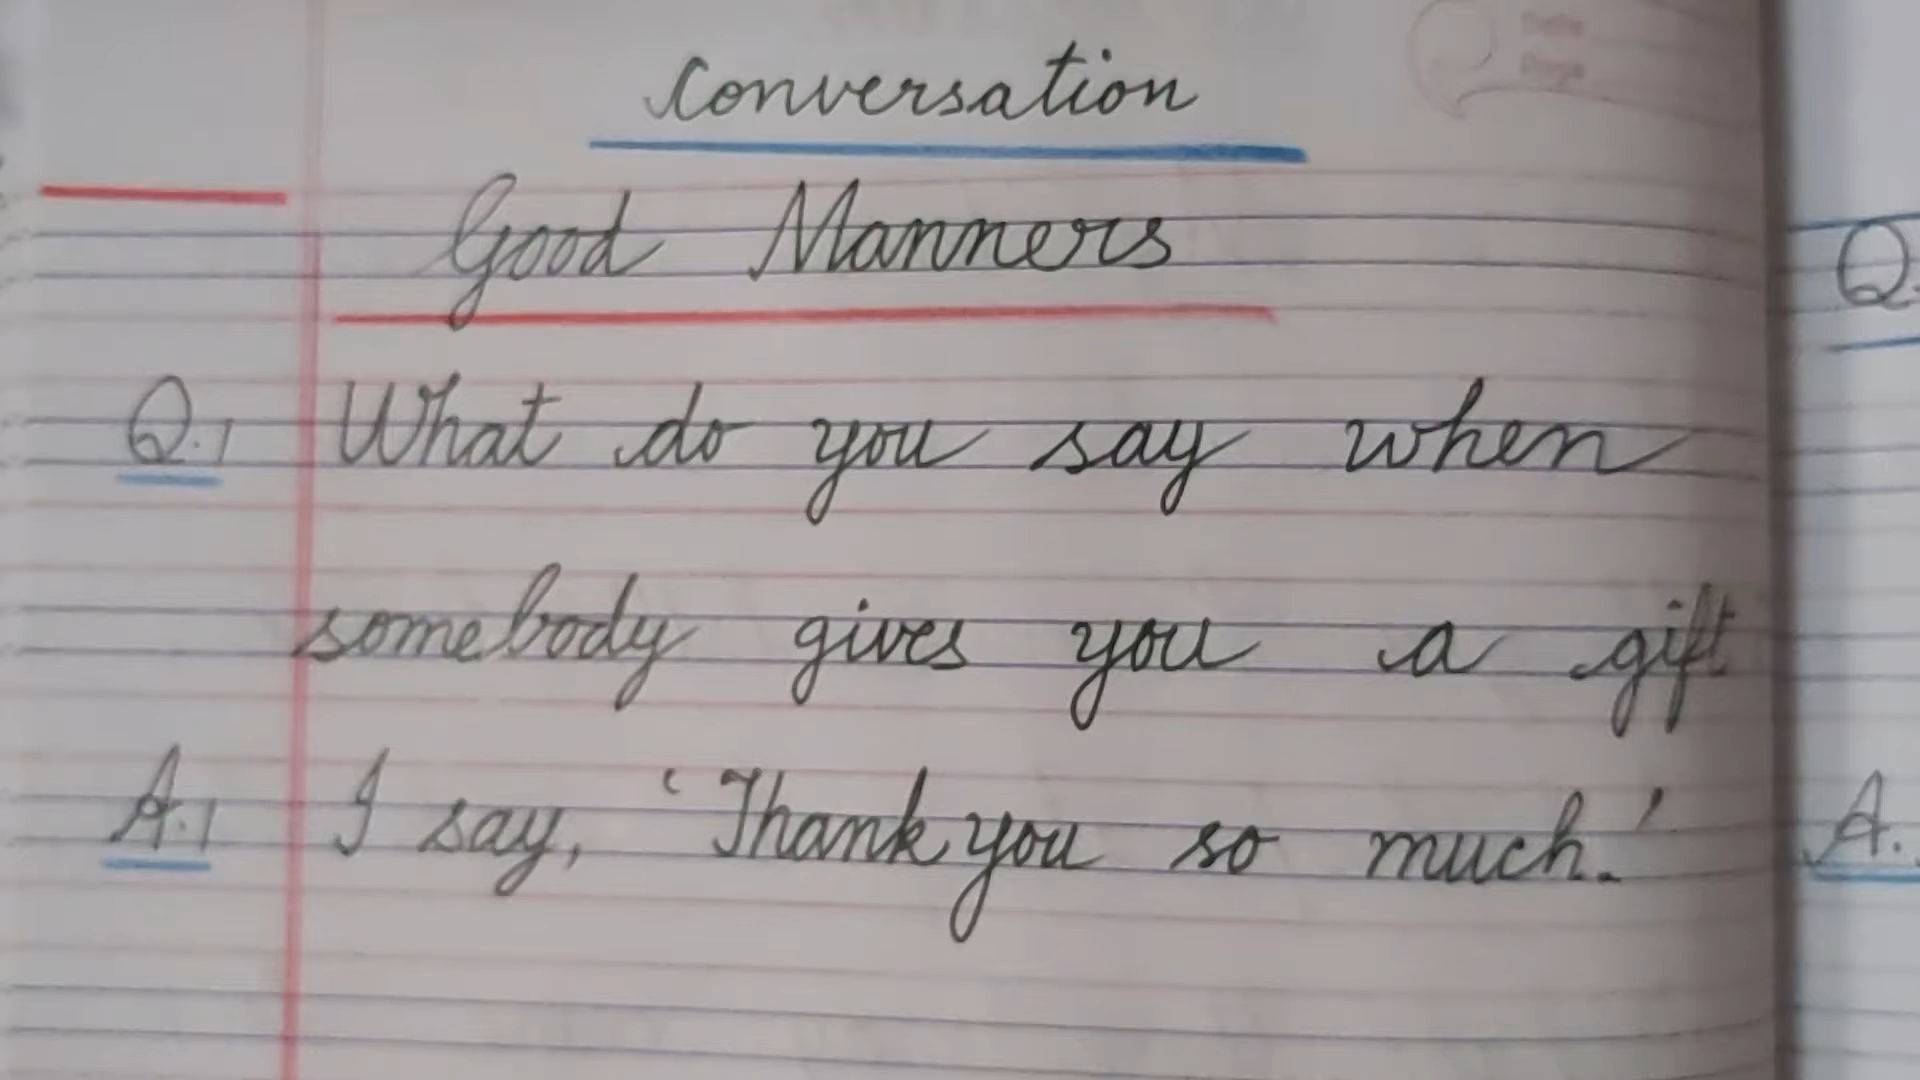 Conversation
Good Manners
Q.1 What do you say when
somebody gives you a gift
A.1 I say, 'Thank you so much.'
Q.
A.